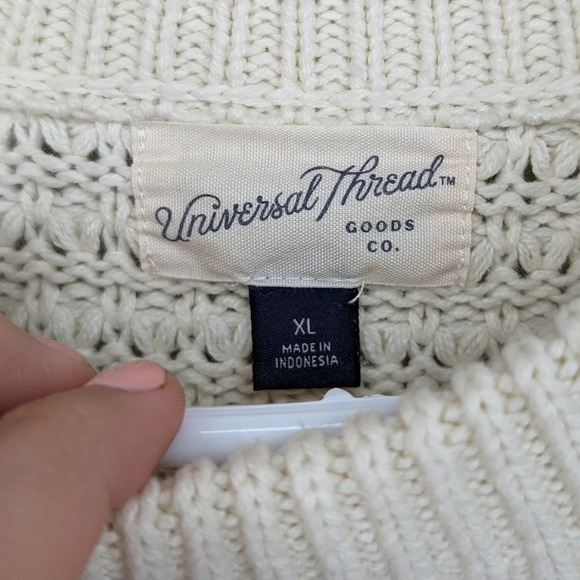 Universal Thread™
GOODS
CO.
XL
MADE IN
INDONESIA